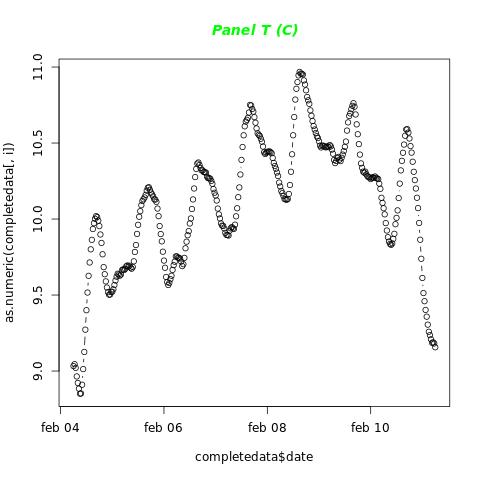 Panel T (C)
11.0
10.5
10.0
9.5
9.0
as.numeric(completedata[, i])
feb 04 feb 06 feb 08 feb 10
completedata$date